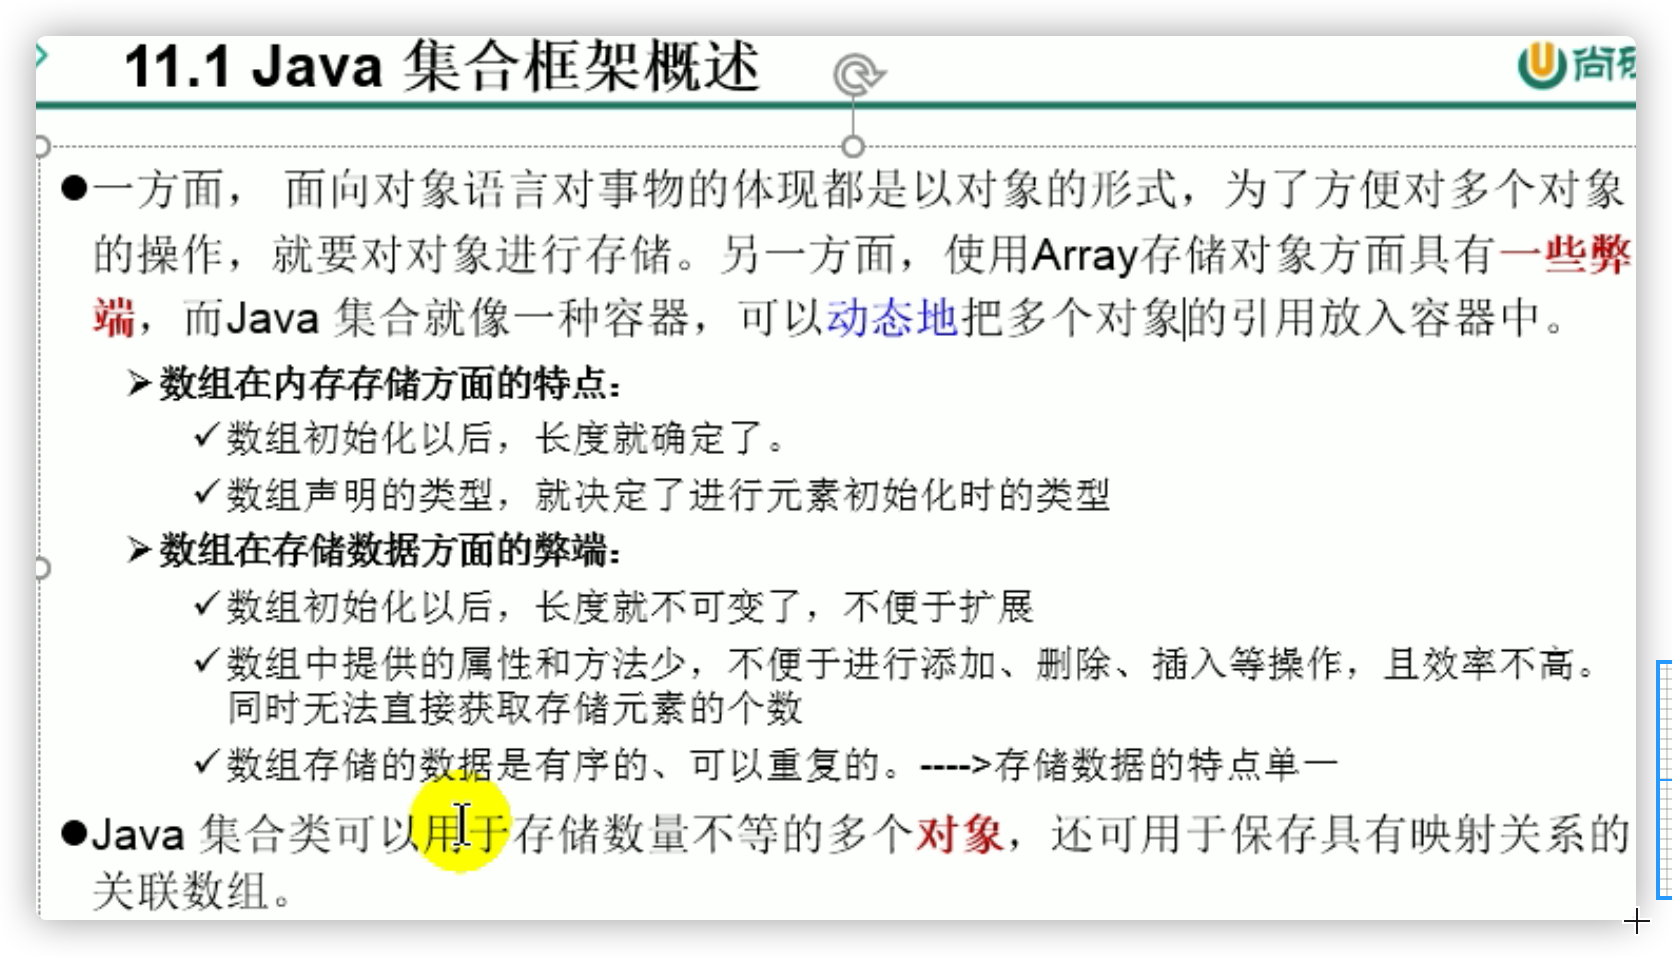 11.1 Java 集合框架概述
尚
●一方面， 面向对象语言对事物的体现都是以对象的形式，为了方便对多个对象
的操作，就要对对象进行存储。另一方面，使用Array存储对象方面具有一些弊
端，而Java 集合就像一种容器，可以动态地把多个对象的引用放入容器中。
➢数组在内存存储方面的特点：
✓数组初始化以后，长度就确定了。
✓数组声明的类型，就决定了进行元素初始化时的类型
➢数组在存储数据方面的弊端：
✓数组初始化以后，长度就不可变了，不便于扩展
✓数组中提供的属性和方法少，不便于进行添加、删除、插入等操作，且效率不高。
同时无法直接获取存储元素的个数
✓数组存储的数据是有序的、可以重复的。---->存储数据的特点单一
●Java 集合类可以用于存储数量不等的多个对象，还可用于保存具有映射关系的
关联数组。